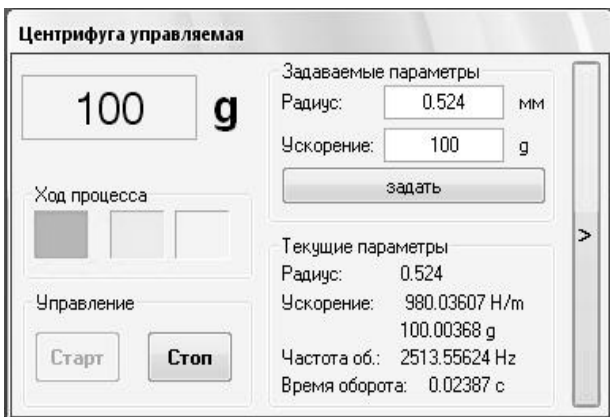 Центрифуга управляемая
100 g
Ход процесса
Управление
Старт Стоп
Задаваемые параметры
Радиус: 0.524 мм
Ускорение: 100 g
задать
Текущие параметры
Радиус: 0.524
Ускорение: 980.03607 H/m
100.00368 g
Частота об.: 2513.55624 Hz
Время оборота: 0.02387 с
>